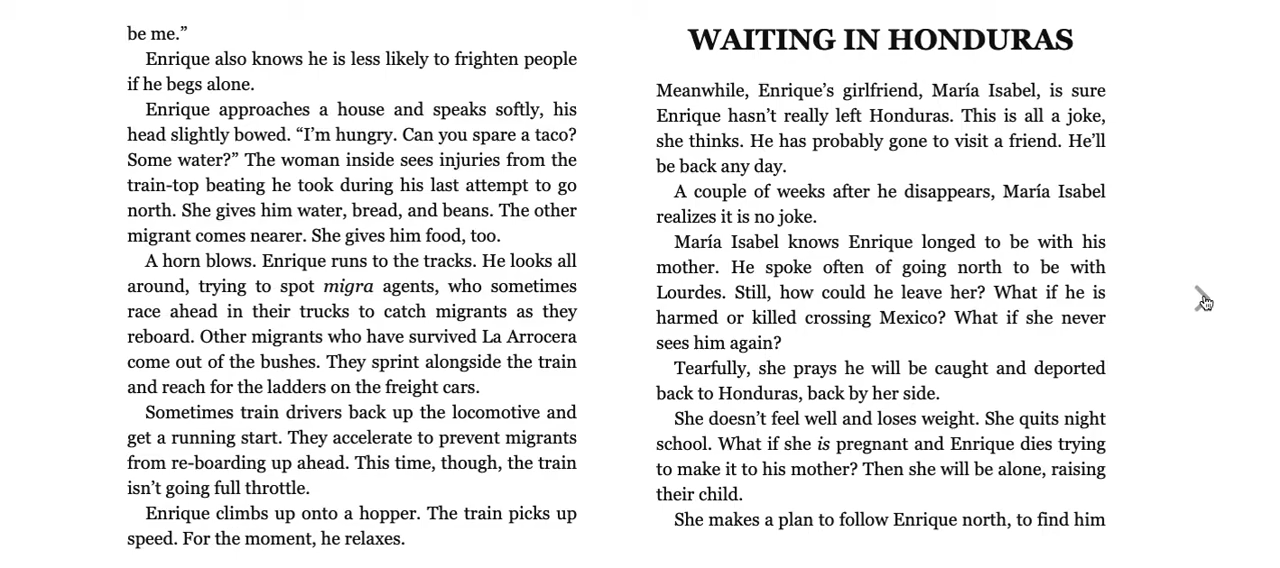 be me.”
Enrique also knows he is less likely to frighten people
if he begs alone.
Enrique approaches a house and speaks softly, his
head slightly bowed. “I’m hungry. Can you spare a taco?
Some water?” The woman inside sees injuries from the
train-top beating he took during his last attempt to go
north. She gives him water, bread, and beans. The other
migrant comes nearer. She gives him food, too.
A horn blows. Enrique runs to the tracks. He looks all
around, trying to spot migra agents, who sometimes
race ahead in their trucks to catch migrants as they
reboard. Other migrants who have survived La Arrocera
come out of the bushes. They sprint alongside the train
and reach for the ladders on the freight cars.
Sometimes train drivers back up the locomotive and
get a running start. They accelerate to prevent migrants
from re-boarding up ahead. This time, though, the train
isn’t going full throttle.
Enrique climbs up onto a hopper. The train picks up
speed. For the moment, he relaxes.
WAITING IN HONDURAS
Meanwhile, Enrique’s girlfriend, María Isabel, is sure
Enrique hasn’t really left Honduras. This is all a joke,
she thinks. He has probably gone to visit a friend. He’ll
be back any day.
A couple of weeks after he disappears, María Isabel
realizes it is no joke.
María Isabel knows Enrique longed to be with his
mother. He spoke often of going north to be with
Lourdes. Still, how could he leave her? What if he is
harmed or killed crossing Mexico? What if she never
sees him again?
Tearfully, she prays he will be caught and deported
back to Honduras, back by her side.
She doesn’t feel well and loses weight. She quits night
school. What if she is pregnant and Enrique dies trying
to make it to his mother? Then she will be alone, raising
their child.
She makes a plan to follow Enrique north, to find him